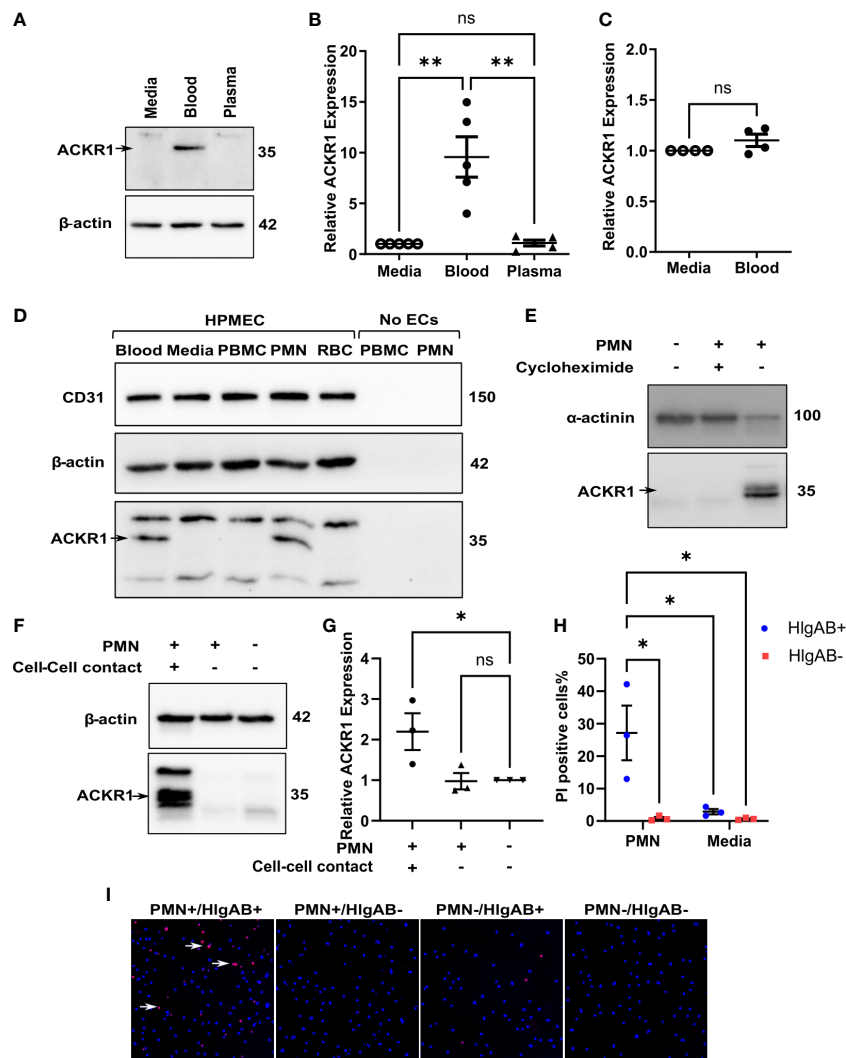 A
Media
Blood
Plasma
ACKR1
35
β-actin
42
B
Relative ACKR1 Expression
20
15
10
5
0
ns
** **
Media Blood Plasma
C
Relative ACKR1 Expression
2.0
1.5
1.0
0.5
0.0
ns
Media Blood
D
HPMEC No ECs
Blood Media PBMC PMN RBC PBMC PMN
CD31 150
β-actin 42
ACKR1 35
E
PMN - + +
Cycloheximide - + -
α-actinin 100
ACKR1 35
F
PMN + + -
Cell-Cell contact + - -
β-actin 42
ACKR1 35
G
Relative ACKR1 Expression
4
3
2
1
0
*
ns
PMN + + -
Cell-cell contact + - -
H
HlgAB+
HlgAB-
PI positive cells%
50
40
30
20
10
0
*
*
*
PMN Media
I
PMN+/HlgAB+ PMN+/HlgAB- PMN-/HlgAB+ PMN-/HlgAB-